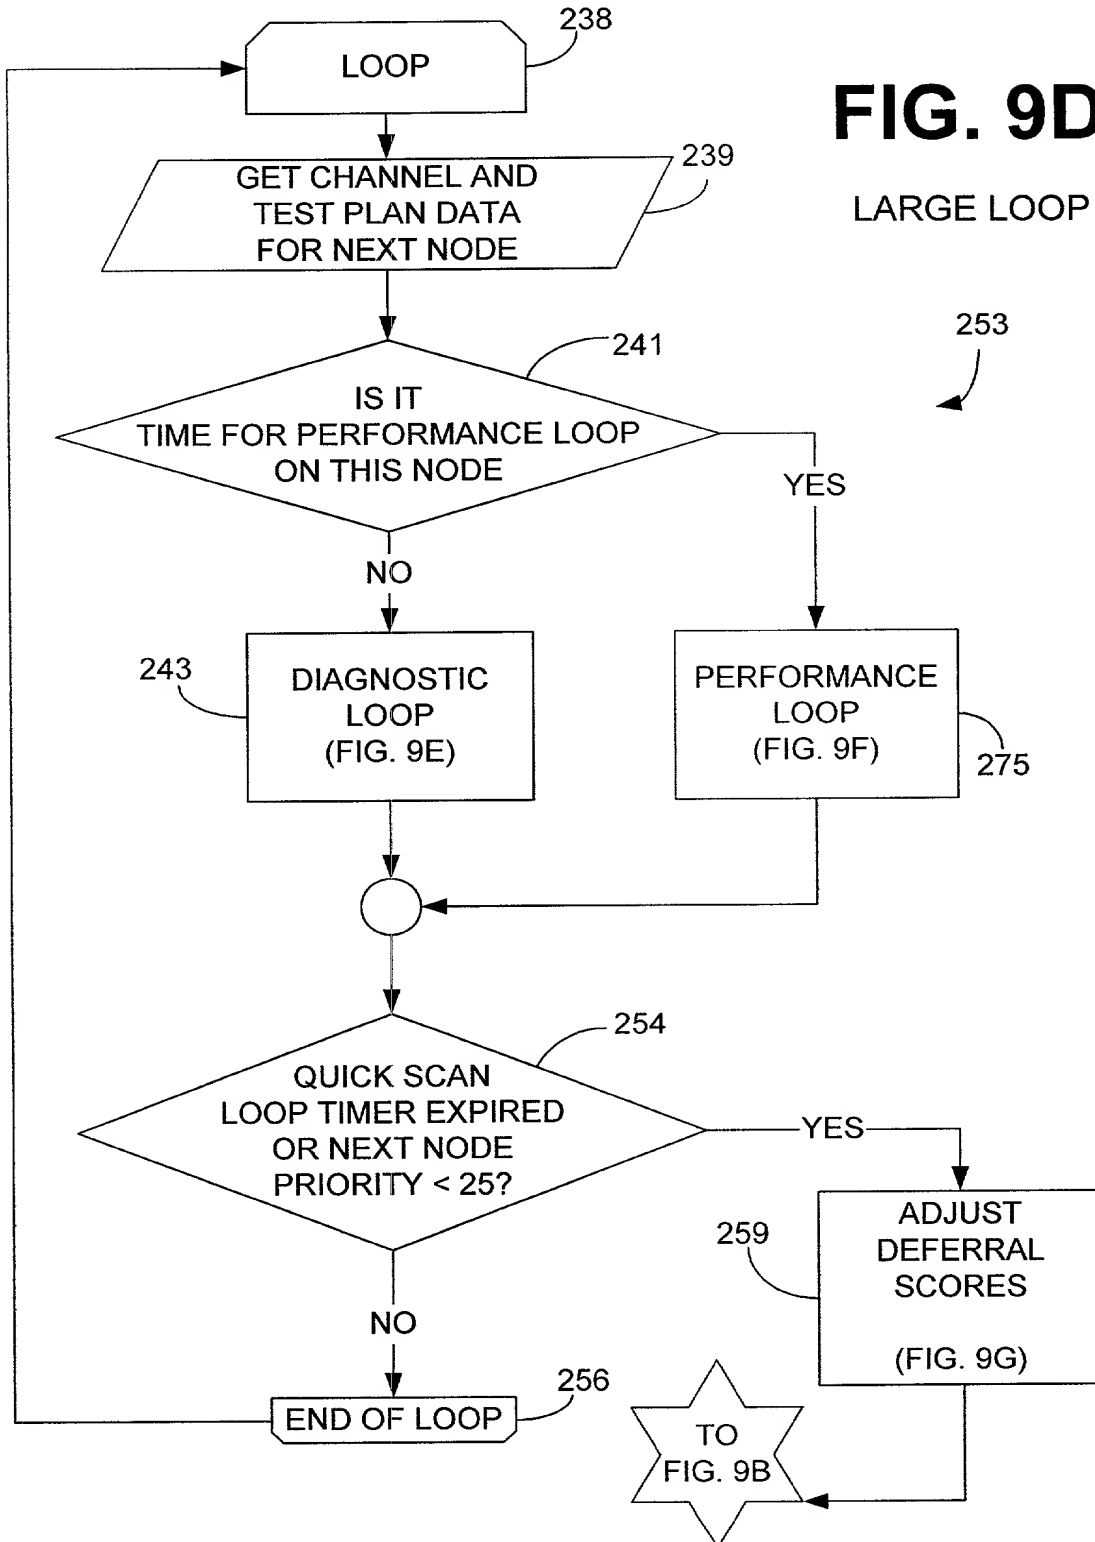 238
LOOP
FIG. 9D
239
GET CHANNEL AND
TEST PLAN DATA
FOR NEXT NODE
LARGE LOOP
253
241
IS IT
TIME FOR PERFORMANCE LOOP
ON THIS NODE
YES
NO
243
DIAGNOSTIC
LOOP
(FIG. 9E)
PERFORMANCE
LOOP
(FIG. 9F)
275
254
QUICK SCAN
LOOP TIMER EXPIRED
OR NEXT NODE
PRIORITY < 25?
YES
259
ADJUST
DEFERRAL
SCORES
(FIG. 9G)
NO
256
END OF LOOP
TO
FIG. 9B